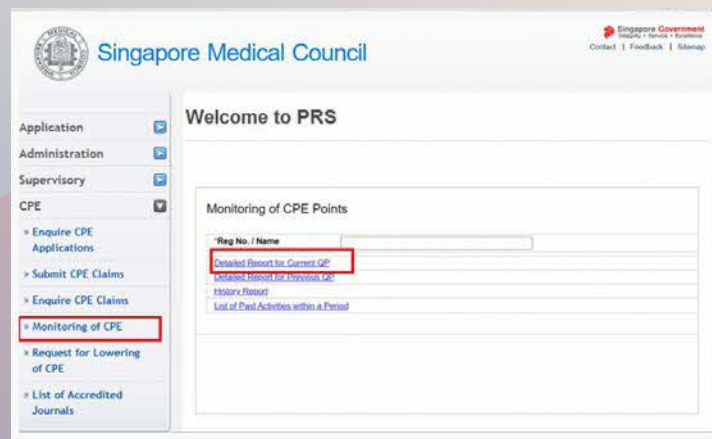 Singapore Medical Council
Singapore Government
Integrity • Service • Excellence
Contact | Feedback | Sitemap
Application
Administration
Supervisory
CPE
» Enquire CPE
Applications
» Submit CPE Claims
» Enquire CPE Claims
» Monitoring of CPE
» Request for Lowering
of CPE
» List of Accredited
Journals
Welcome to PRS
Monitoring of CPE Points
*Reg No. / Name
Detailed Report for Current QP
Detailed Report for Previous QP
History Report
List of Past Activities within a Period